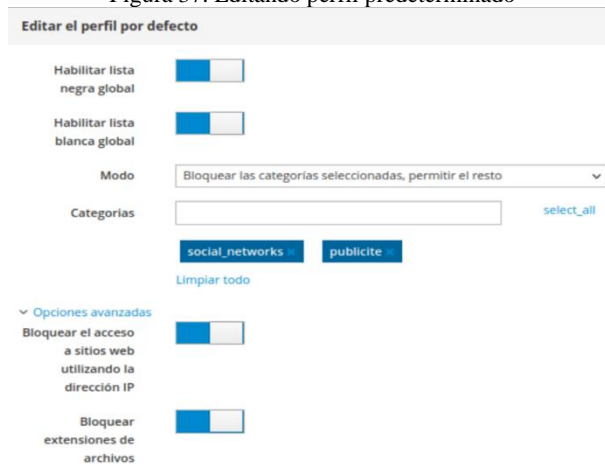 Figura 37. Editando perfil predeterminado
Editar el perfil por defecto
Habilitar lista
negra global
Habilitar lista
blanca global
Modo
Bloquear las categorías seleccionadas, permitir el resto
Categorias
select_all
social_networks ×
publicite ×
Limpiar todo
Opciones avanzadas
Bloquear el acceso
a sitios web
utilizando la
dirección IP
Bloquear
extensiones de
archivos